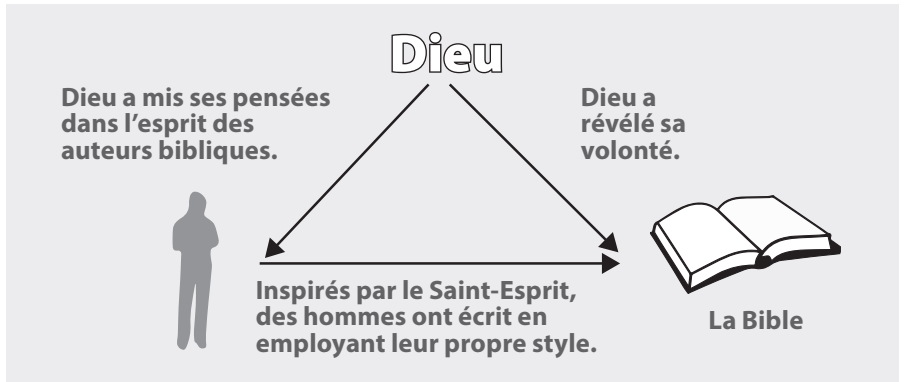 Dieu
Dieu a mis ses pensées
dans l’esprit des
auteurs bibliques.
Dieu a
révélé sa
volonté.
Inspirés par le Saint-Esprit,
des hommes ont écrit en
employant leur propre style.
La Bible